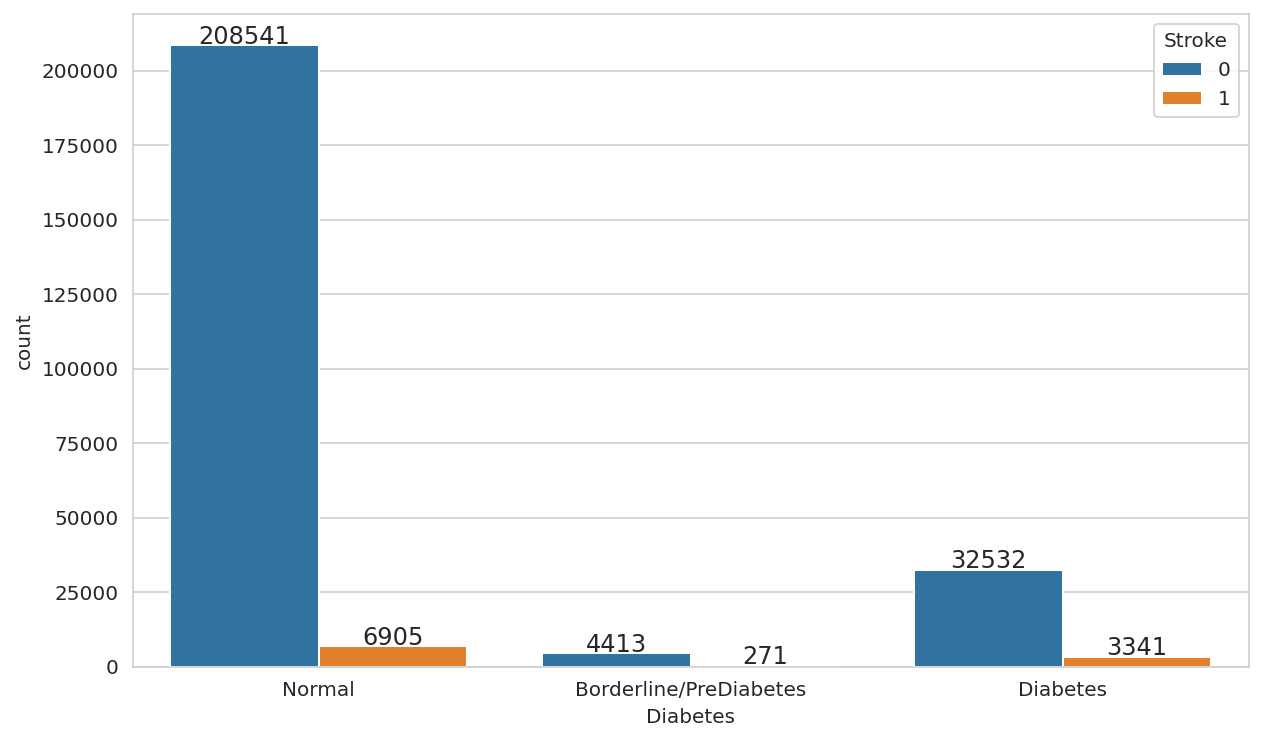 208541
200000
175000
150000
125000
100000
75000
50000
25000
0
count
6905
4413
271
32532
3341
Normal
Borderline/PreDiabetes
Diabetes
Diabetes
Stroke
0
1